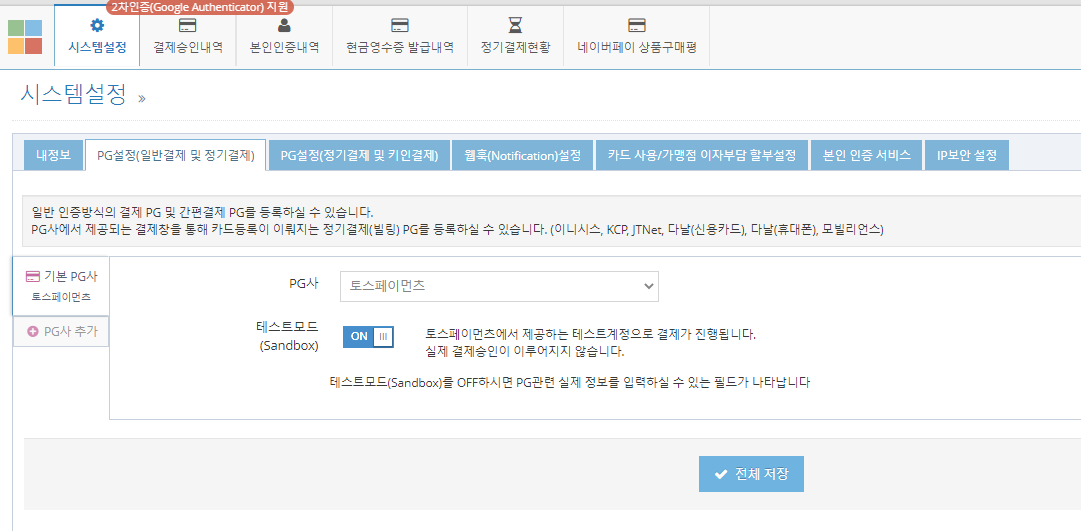 2차인증(Google Authenticator) 지원
시스템설정
결제승인내역
본인인증내역
현금영수증 발급내역
정기결제현황
네이버페이 상품구매평
시스템설정 »
내정보
PG설정(일반결제 및 정기결제)
PG설정(정기결제 및 키인결제)
웹훅(Notification)설정
카드 사용/가맹점 이자부담 할부설정
본인 인증 서비스
IP보안 설정
일반 인증방식의 결제 PG 및 간편결제 PG를 등록하실 수 있습니다.
PG사에서 제공되는 결제창을 통해 카드등록이 이뤄지는 정기결제(빌링) PG를 등록하실 수 있습니다. (이니시스, KCP, JTNet, 다날(신용카드), 다날(휴대폰), 모빌리언스)
기본 PG사
토스페이먼츠
PG사 추가
PG사
토스페이먼츠
테스트모드
(Sandbox)
ON
토스페이먼츠에서 제공하는 테스트계정으로 결제가 진행됩니다.
실제 결제승인이 이루어지지 않습니다.
테스트모드(Sandbox)를 OFF하시면 PG관련 실제 정보를 입력하실 수 있는 필드가 나타납니다
전체 저장